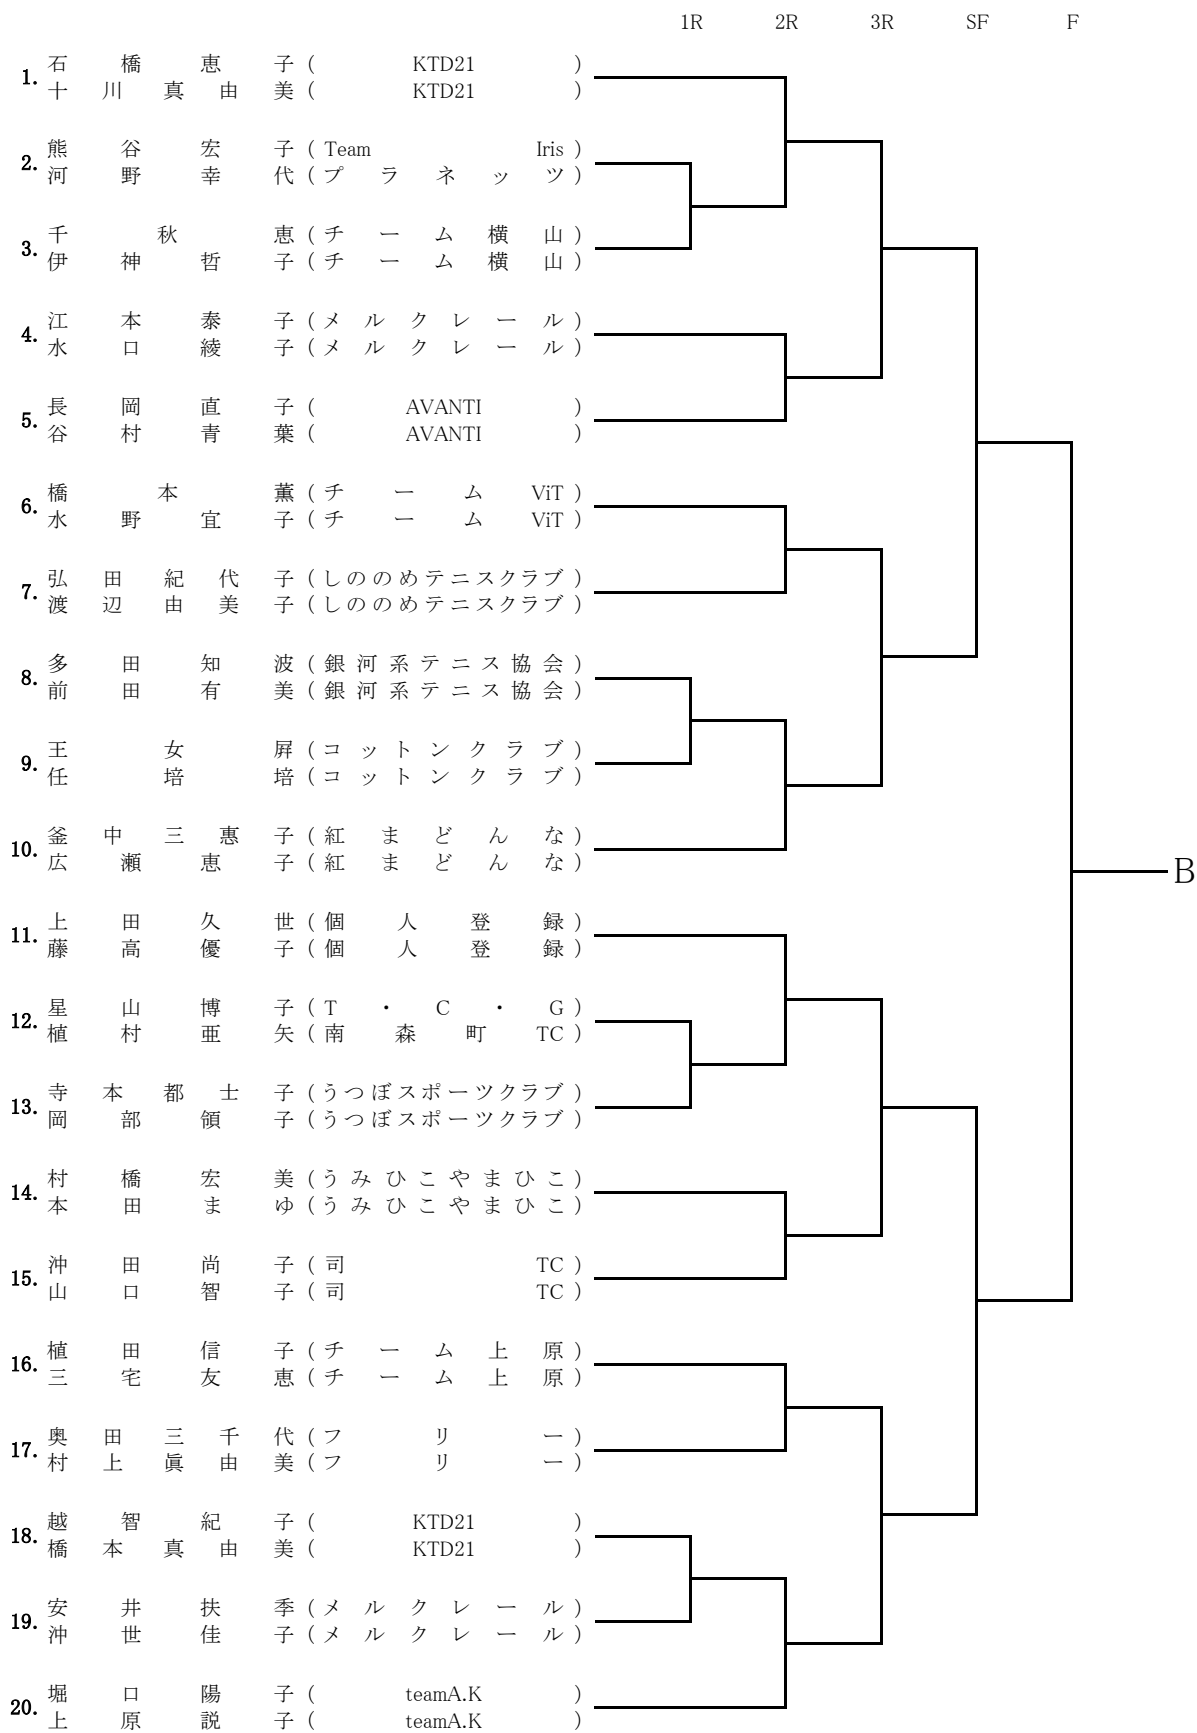 1R 2R 3R SF F
1. 石橋恵子 ( KTD21 )
十川真由美 ( KTD21 )
2. 熊谷宏子 ( Team Iris )
河野幸代 ( プラネッツ )
3. 千秋恵 ( チーム横山 )
伊神哲子 ( チーム横山 )
4. 江本泰子 ( メルクレール )
水口綾子 ( メルクレール )
5. 長岡直子 ( AVANTI )
谷村青葉 ( AVANTI )
6. 橋本薫 ( チームViT )
水野宜子 ( チームViT )
7. 弘田紀代子 ( しののめテニスクラブ )
渡辺由美子 ( しののめテニスクラブ )
8. 多田知波 ( 銀河系テニス協会 )
前田有美 ( 銀河系テニス協会 )
9. 王女屛 ( コットンクラブ )
任培培 ( コットンクラブ )
10. 釜中三惠子 ( 紅まどんな )
広瀬恵子 ( 紅まどんな )
B
11. 上田久世 ( 個人登録 )
藤高優子 ( 個人登録 )
12. 星山博子 ( T・C・G )
植村亜矢 ( 南森町TC )
13. 寺本都士子 ( うつぼスポーツクラブ )
岡部領子 ( うつぼスポーツクラブ )
14. 村橋宏美 ( うみひこやまひこ )
本田まゆ ( うみひこやまひこ )
15. 沖田尚子 ( 司TC )
山口智子 ( 司TC )
16. 植田信子 ( チーム上原 )
三宅友恵 ( チーム上原 )
17. 奥田三千代 ( フリー )
村上眞由美 ( フリー )
18. 越智紀子 ( KTD21 )
橋本真由美 ( KTD21 )
19. 安井扶季 ( メルクレール )
沖世佳子 ( メルクレール )
20. 堀口陽子 ( teamA.K )
上原説子 ( teamA.K )